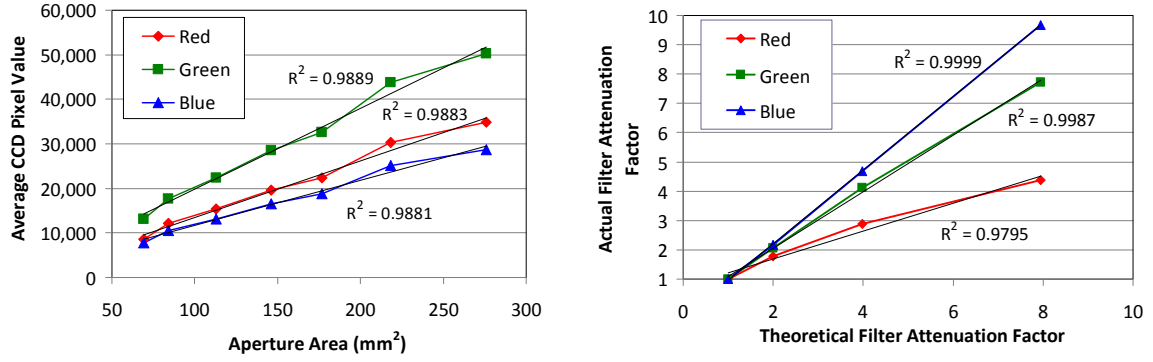 Average CCD Pixel Value
60,000
50,000
40,000
30,000
20,000
10,000
0
Red
Green
Blue
R² = 0.9889
R² = 0.9883
R² = 0.9881
50
100
150
200
250
300
Aperture Area (mm²)
Actual Filter Attenuation
Factor
10
9
8
7
6
5
4
3
2
1
Red
Green
Blue
R² = 0.9999
R² = 0.9987
R² = 0.9795
0
2
4
6
8
10
Theoretical Filter Attenuation Factor